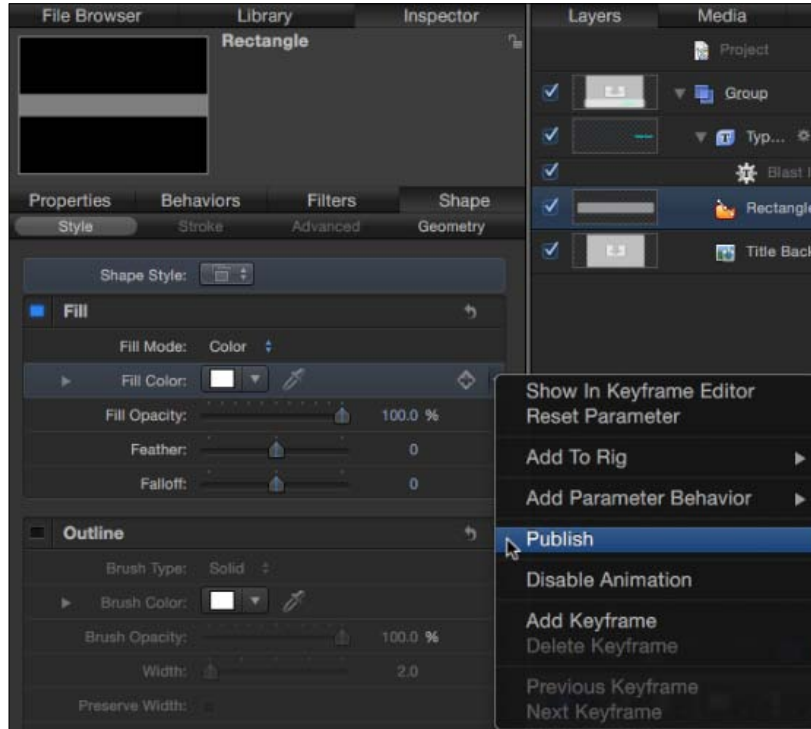 File Browser Library Inspector Layers Media
Rectangle
Project
Group
Typ...
Blast
Properties Behaviors Filters Shape
Rectangle
Style Stroke Advanced Geometry
Title Back
Shape Style:
Fill
Fill Mode: Color
Fill Color:
Fill Opacity: 100.0 %
Feather: 0
Falloff: 0
Outline
Brush Type: Solid
Brush Color:
Brush Opacity: 100.0 %
Width: 2.0
Preserve Width:
Show In Keyframe Editor
Reset Parameter
Add To Rig
Add Parameter Behavior
Publish
Disable Animation
Add Keyframe
Delete Keyframe
Previous Keyframe
Next Keyframe